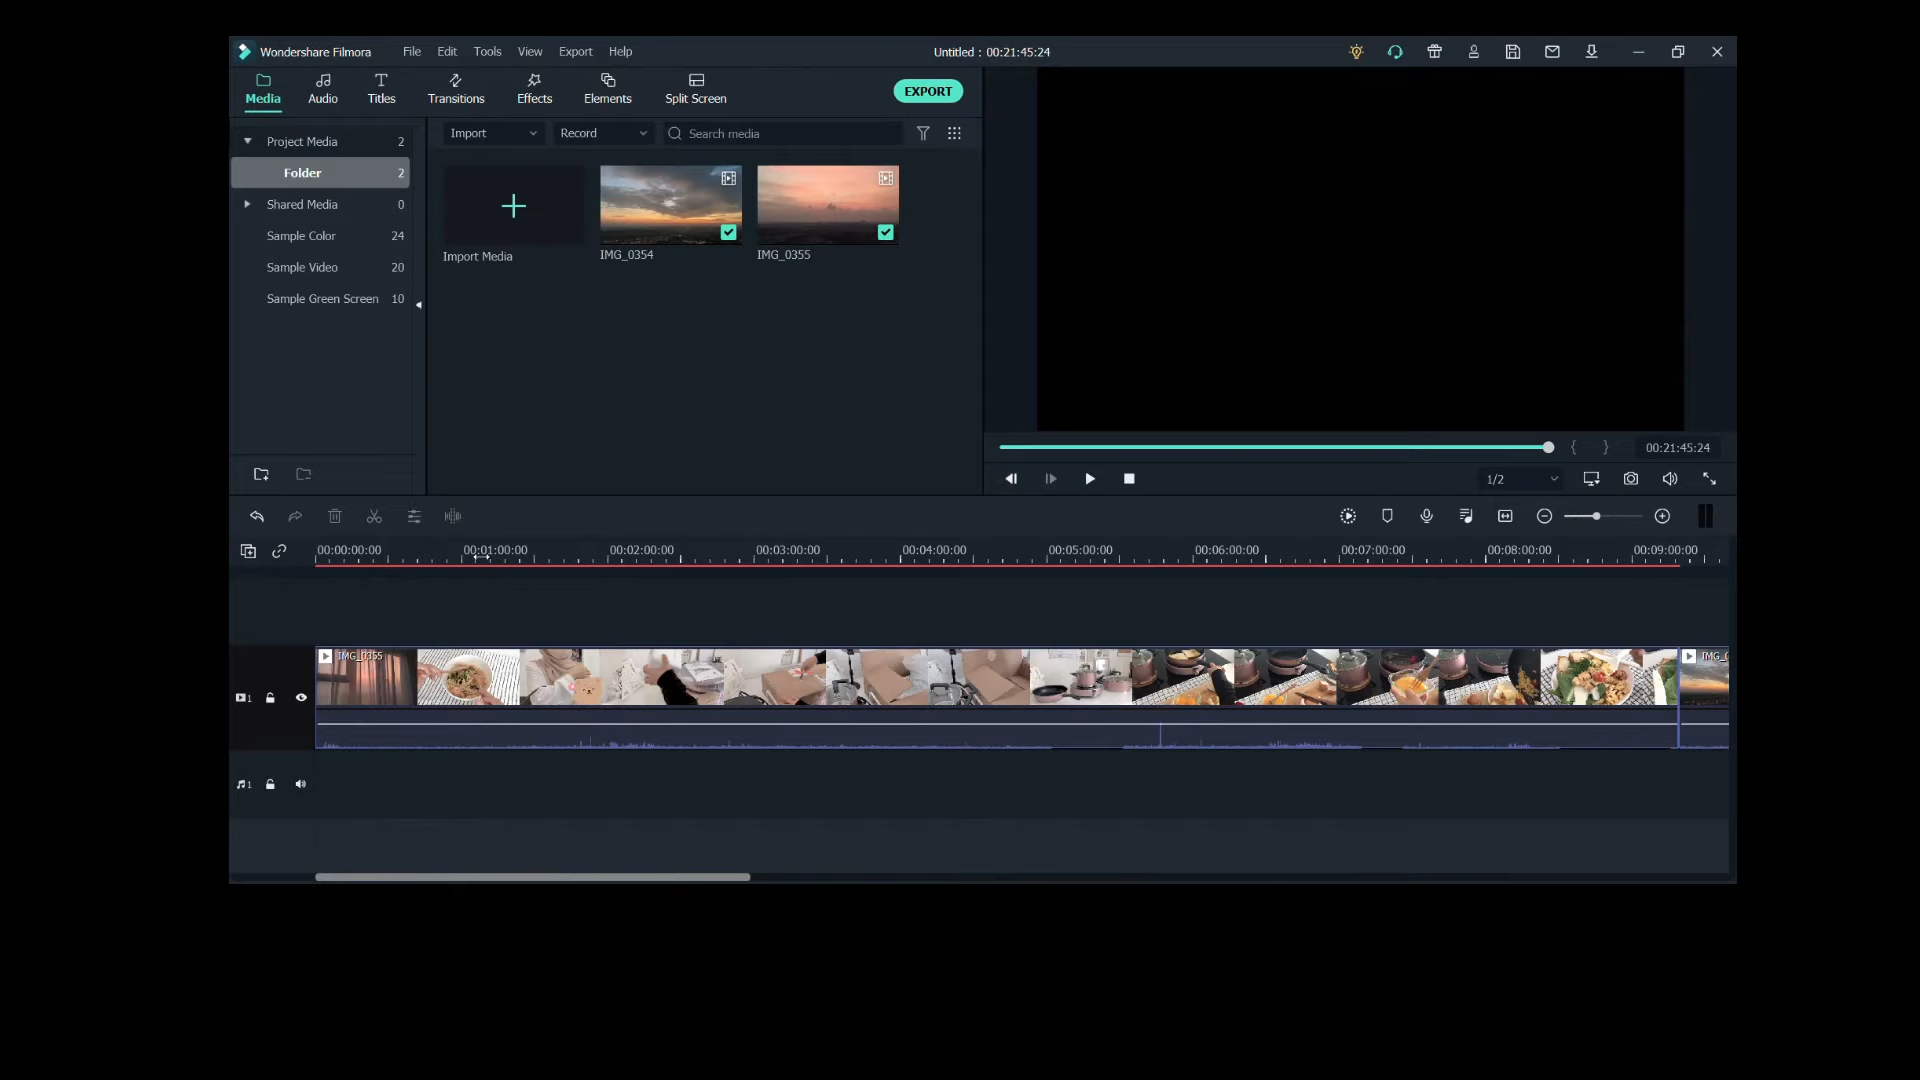 Wondershare Filmora File Edit Tools View Export Help Untitled : 00:21:45:24
Media Audio Titles Transitions Effects Elements Split Screen EXPORT
Project Media 2
Folder 2
Shared Media 0
Sample Color 24
Sample Video 20
Sample Green Screen 10
Import Record Search media
Import Media IMG_0354 IMG_0355
{ } 00:21:45:24
1/2
00:00:00:00 00:01:00:00 00:02:00:00 00:03:00:00 00:04:00:00 00:05:00:00 00:06:00:00 00:07:00:00 00:08:00:00 00:09:00:00
IMG_0355 IMG_0
1
1